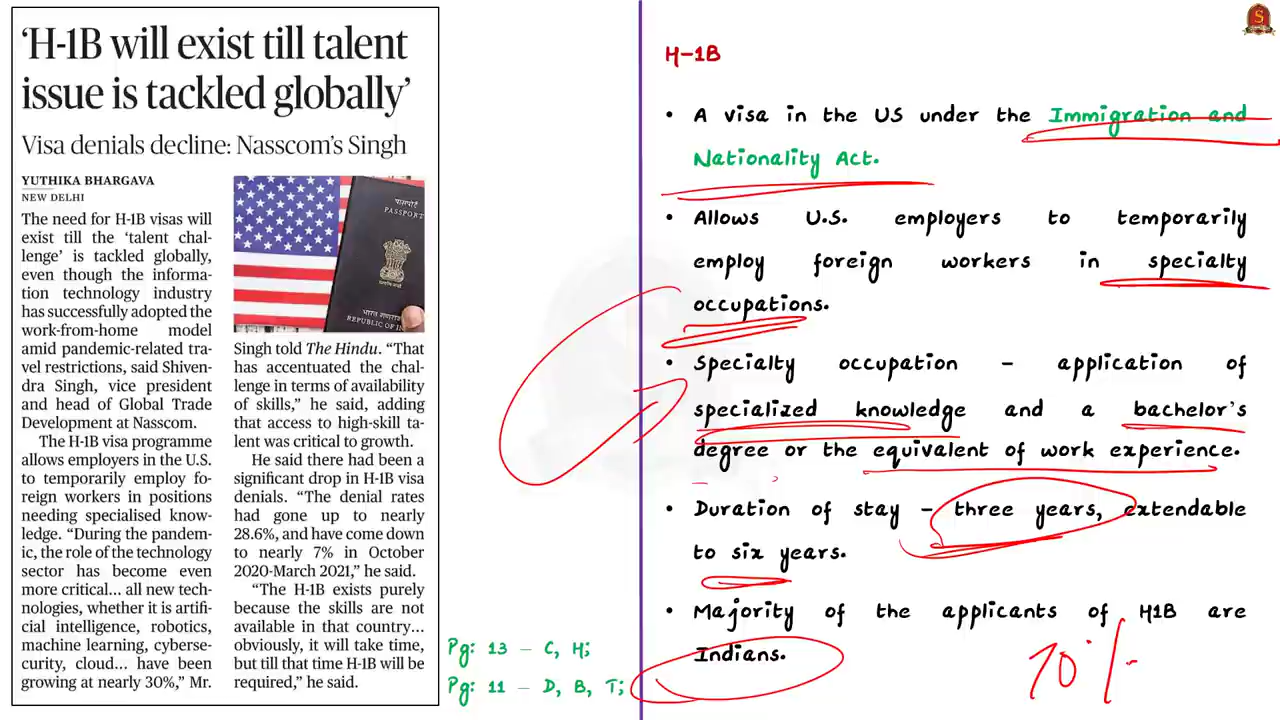 ‘H-1B will exist till talent
issue is tackled globally’
Visa denials decline: Nasscom’s Singh
YUTHIKA BHARGAVA
NEW DELHI
The need for H-1B visas will
exist till the ‘talent chal-
lenge’ is tackled globally,
even though the informa-
tion technology industry
has successfully adopted the
work-from-home model
amid pandemic-related tra-
vel restrictions, said Shiven-
dra Singh, vice president
and head of Global Trade
Development at Nasscom.
The H-1B visa programme
allows employers in the U.S.
to temporarily employ fo-
reign workers in positions
needing specialised know-
ledge. “During the pandem-
ic, the role of the technology
sector has become even
more critical... all new tech-
nologies, whether it is artifi-
cial intelligence, robotics,
machine learning, cyberse-
curity, cloud... have been
growing at nearly 30%,” Mr.
पासपोर्ट
PASSPORT
भारत गणराज्य
REPUBLIC OF IN
Singh told The Hindu. “That
has accentuated the chal-
lenge in terms of availability
of skills,” he said, adding
that access to high-skill ta-
lent was critical to growth.
He said there had been a
significant drop in H-1B visa
denials. “The denial rates
had gone up to nearly
28.6%, and have come down
to nearly 7% in October
2020-March 2021,” he said.
“The H-1B exists purely
because the skills are not
available in that country...
obviously, it will take time,
but till that time H-1B will be
required,” he said.
Pg: 13 – C, H;
Pg: 11 – D, B, T;
H-1B
• A visa in the US under the Immigration and
Nationality Act.
• Allows U.S. employers to temporarily
employ foreign workers in specialty
occupations.
• Specialty occupation – application of
specialized knowledge and a bachelor's
degree or the equivalent of work experience.
• Duration of stay – three years, extendable
to six years.
• Majority of the applicants of H1B are
Indians.
70%